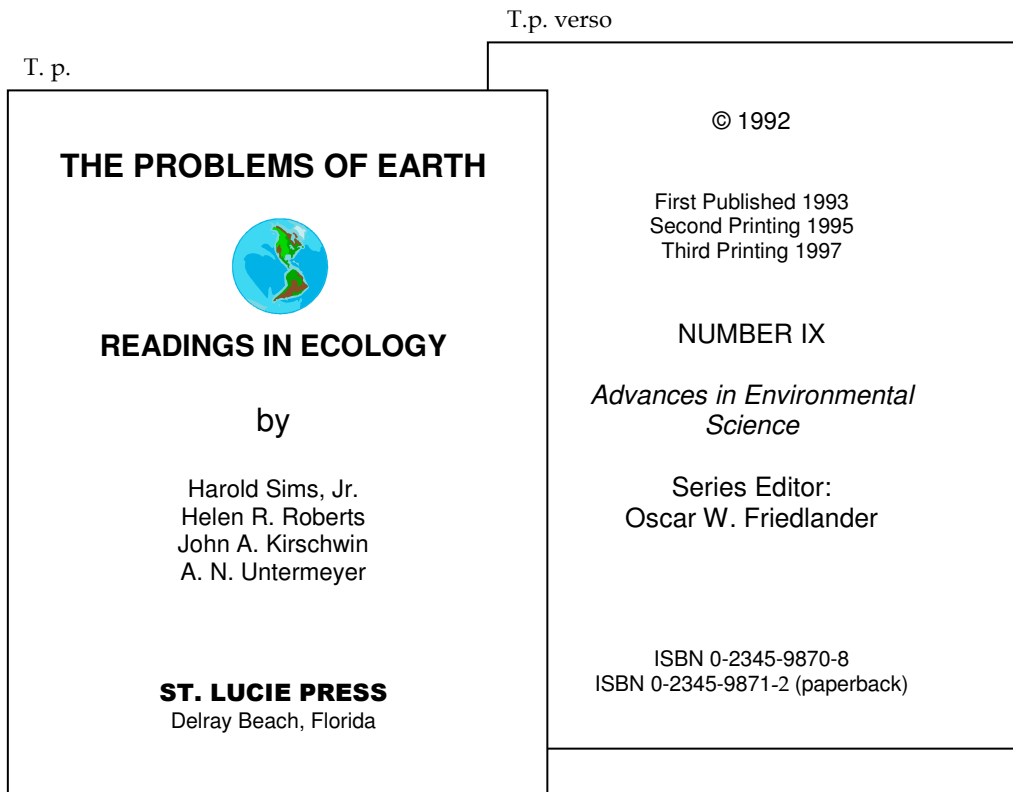 T.p. verso
T. p.
THE PROBLEMS OF EARTH
READINGS IN ECOLOGY
by
Harold Sims, Jr.
Helen R. Roberts
John A. Kirschwin
A. N. Untermeyer
ST. LUCIE PRESS
Delray Beach, Florida
© 1992
First Published 1993
Second Printing 1995
Third Printing 1997
NUMBER IX
Advances in Environmental
Science
Series Editor:
Oscar W. Friedlander
ISBN 0-2345-9870-8
ISBN 0-2345-9871-2 (paperback)